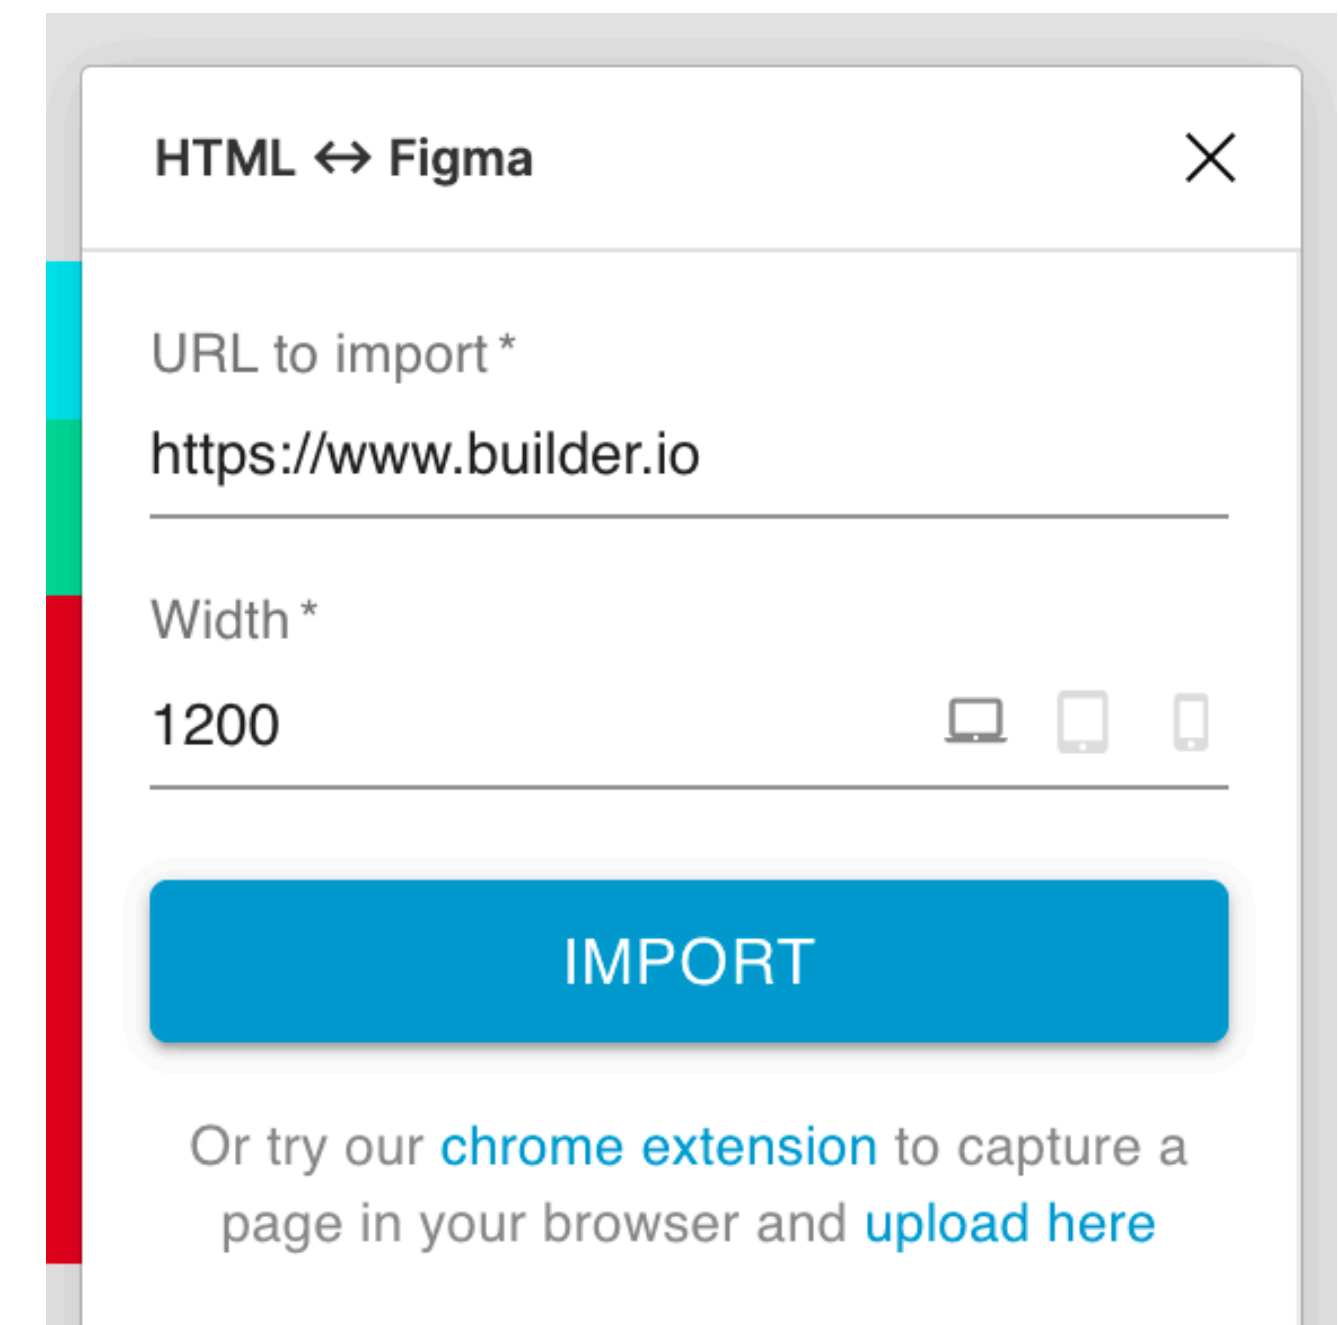 HTML <-> Figma
URL to import *
https://www.builder.io
Width *
1200
IMPORT
Or try our chrome extension to capture a
page in your browser and upload here